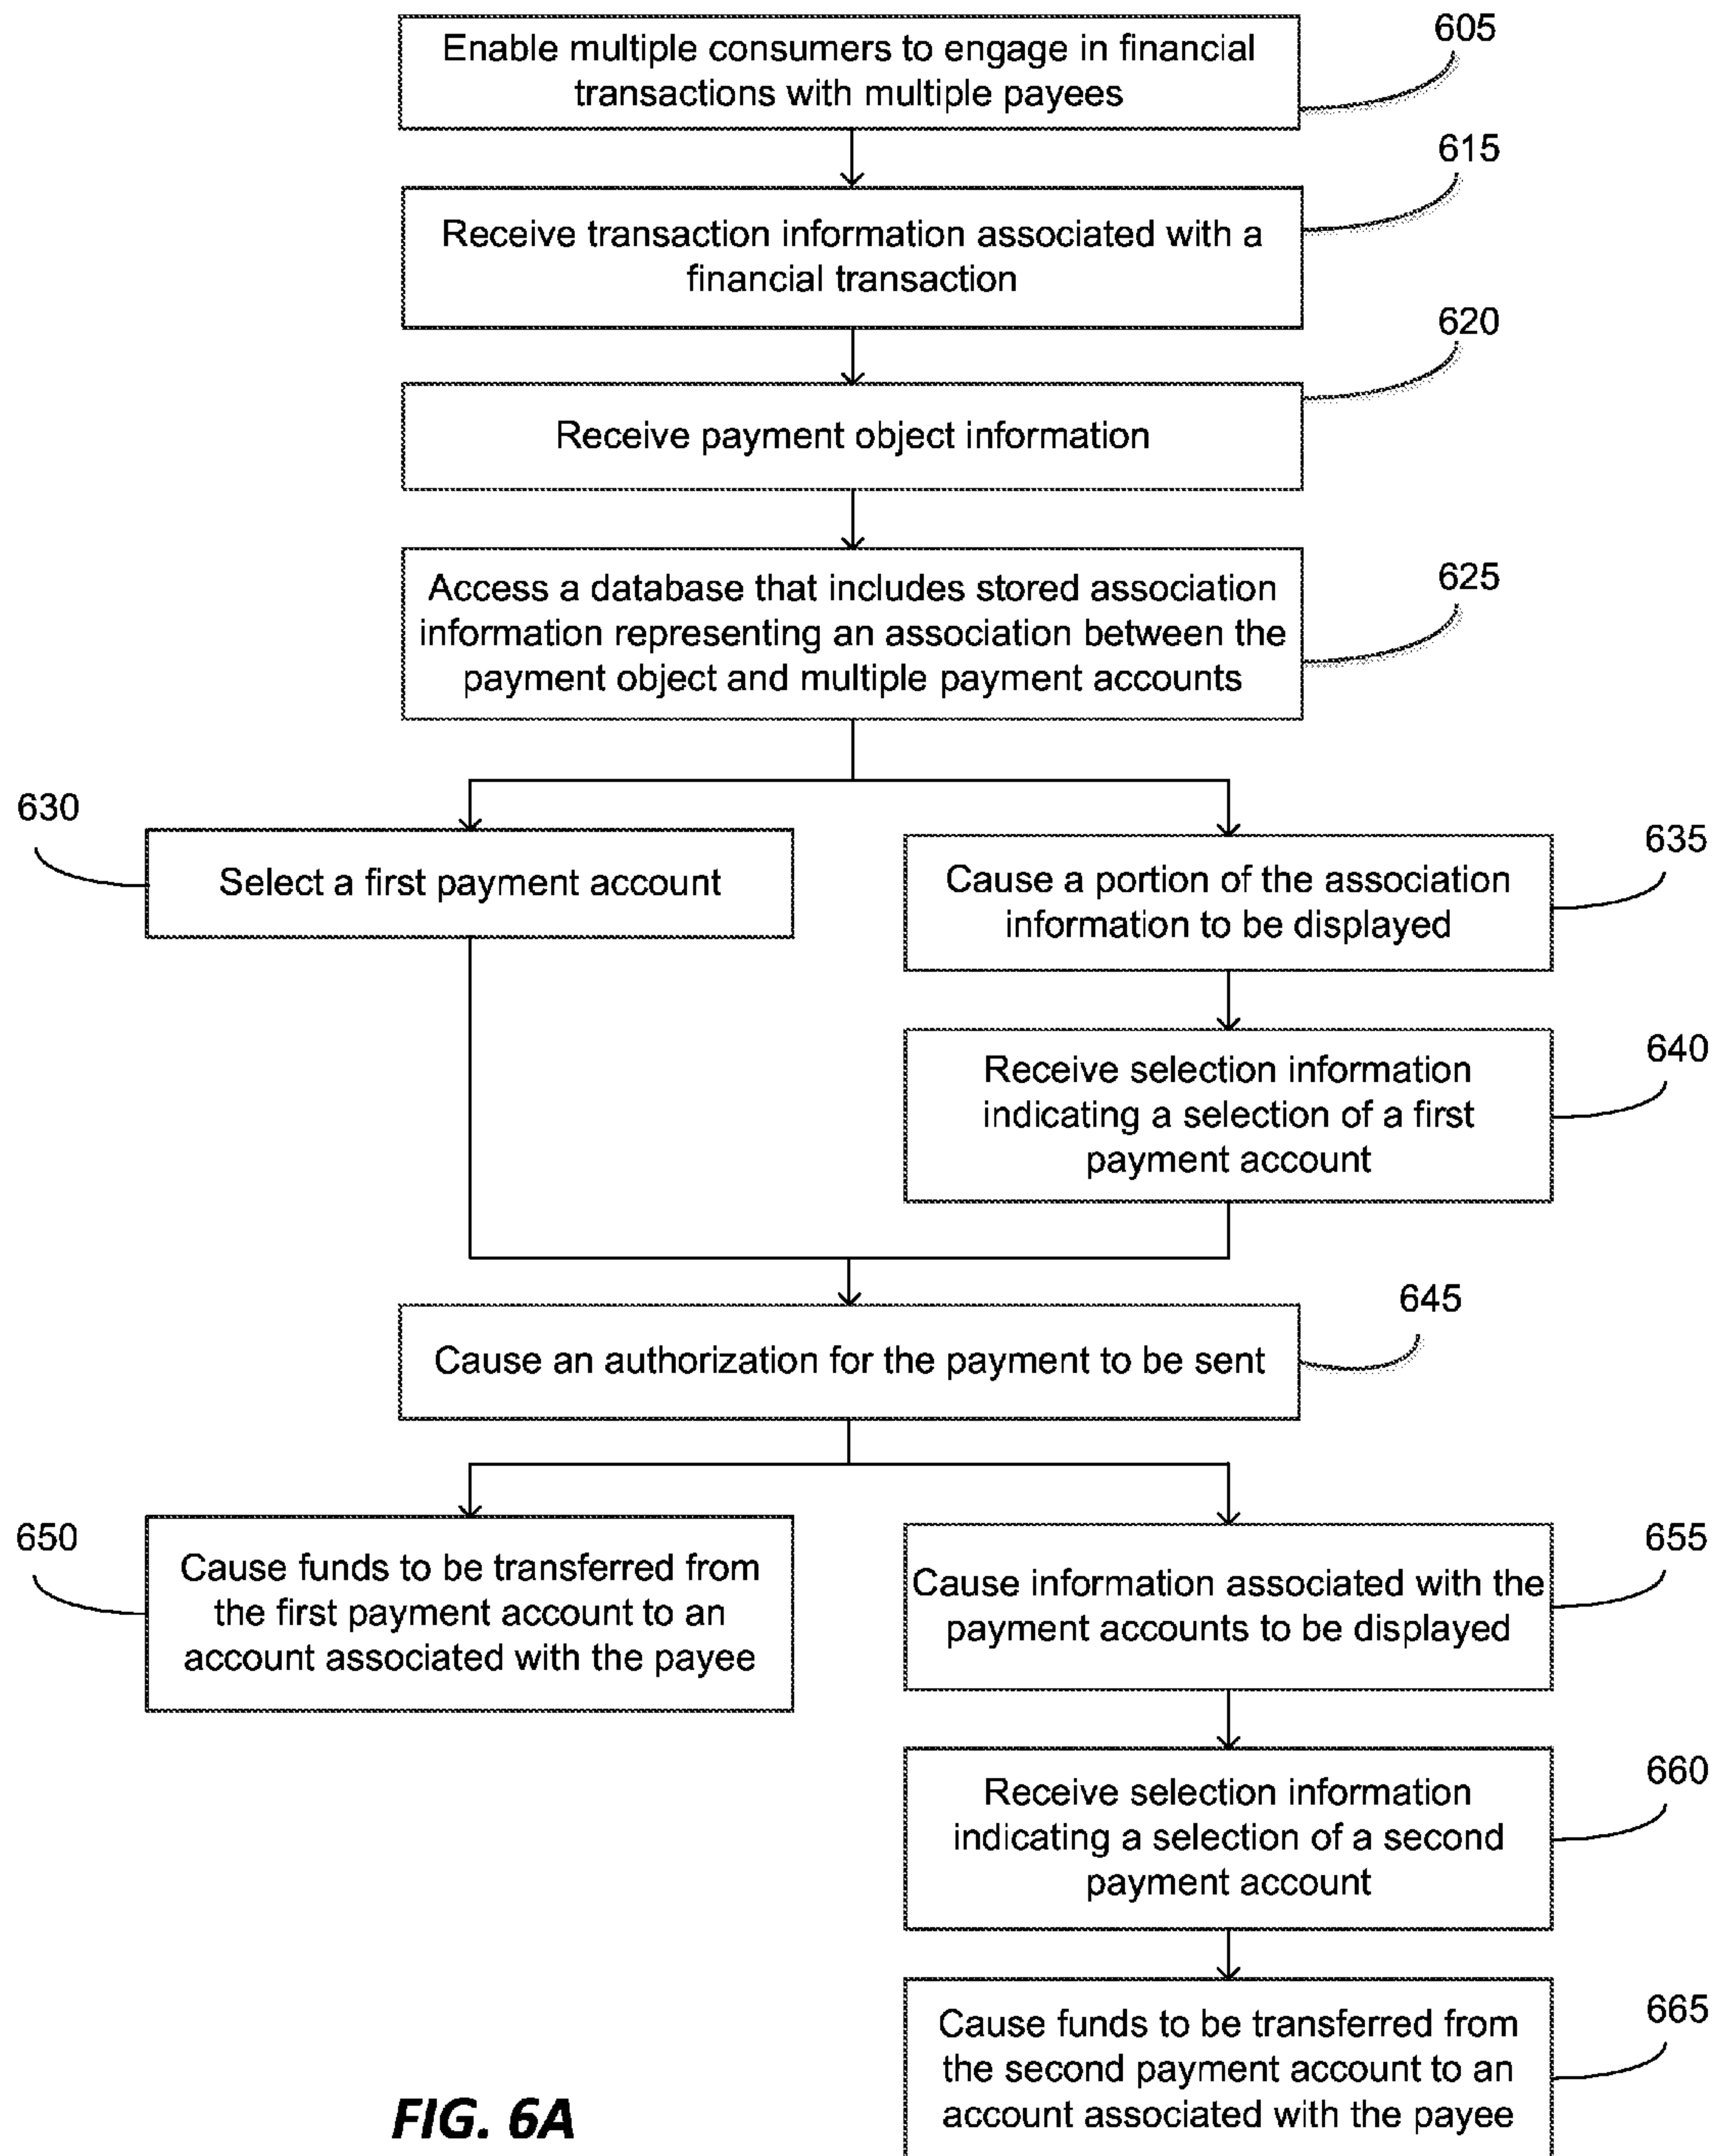 Enable multiple consumers to engage in financial
transactions with multiple payees
605
Receive transaction information associated with a
financial transaction
615
Receive payment object information
620
Access a database that includes stored association
information representing an association between the
payment object and multiple payment accounts
625
630
Select a first payment account
Cause a portion of the association
information to be displayed
635
Receive selection information
indicating a selection of a first
payment account
640
Cause an authorization for the payment to be sent
645
650
Cause funds to be transferred from
the first payment account to an
account associated with the payee
Cause information associated with the
payment accounts to be displayed
655
Receive selection information
indicating a selection of a second
payment account
660
Cause funds to be transferred from
the second payment account to an
account associated with the payee
665
FIG. 6A